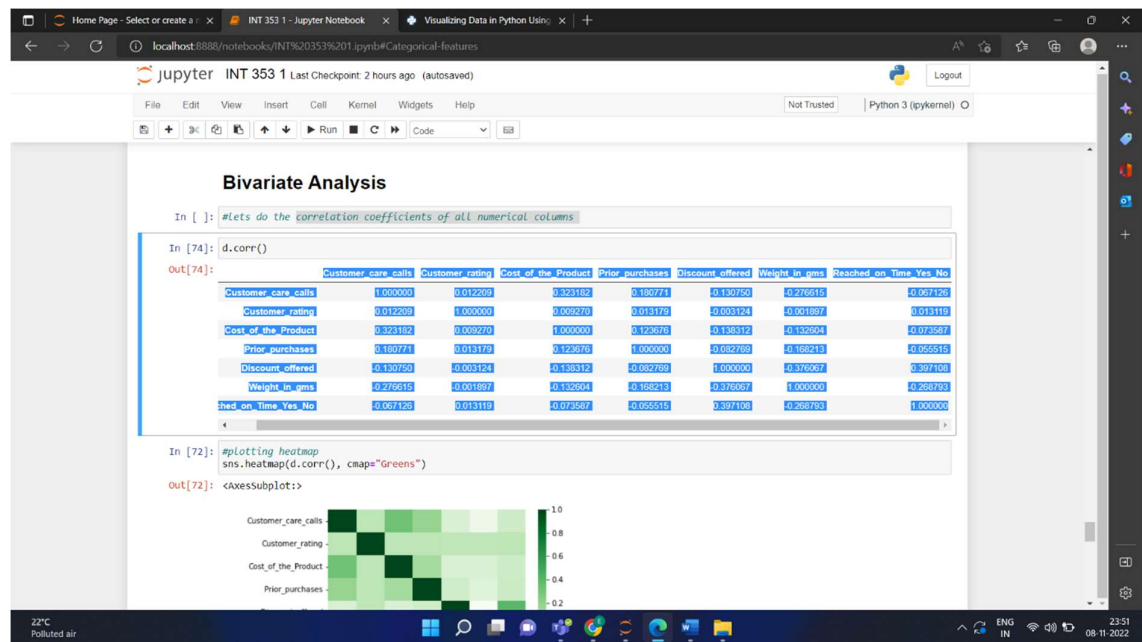 Home Page - Select or create a n
INT 353 1 - Jupyter Notebook
Visualizing Data in Python Using
localhost:8888/notebooks/INT%20353%201.ipynb#Categorical-features
jupyter INT 353 1 Last Checkpoint: 2 hours ago (autosaved)
Logout
File Edit View Insert Cell Kernel Widgets Help
Not Trusted
Python 3 (ipykernel)
Run
Code
Bivariate Analysis
In [ ]: #lets do the correlation coefficients of all numerical columns
In [74]: d.corr()
Out[74]:
Customer_care_calls Customer_rating Cost_of_the_Product Prior_purchases Discount_offered Weight_in_gms Reached_on_Time_Yes_No
Customer_care_calls 1.000000 0.012209 0.323182 0.180771 -0.130750 -0.276615 -0.067126
Customer_rating 0.012209 1.000000 0.009270 0.013179 -0.003124 -0.001897 0.013119
Cost_of_the_Product 0.323182 0.009270 1.000000 0.123676 -0.138312 -0.132604 -0.073587
Prior_purchases 0.180771 0.013179 0.123676 1.000000 -0.082769 -0.168213 -0.055515
Discount_offered -0.130750 -0.003124 -0.138312 -0.082769 1.000000 -0.376067 0.397108
Weight_in_gms -0.276615 -0.001897 -0.132604 -0.168213 -0.376067 1.000000 -0.268793
ched_on_Time_Yes_No -0.067126 0.013119 -0.073587 -0.055515 0.397108 -0.268793 1.000000
In [72]: #plotting heatmap
sns.heatmap(d.corr(), cmap="Greens")
Out[72]: <AxesSubplot:>
Customer_care_calls
Customer_rating
Cost_of_the_Product
Prior_purchases
1.0
0.8
0.6
0.4
0.2
22°C
Polluted air
ENG
IN
23:51
08-11-2022